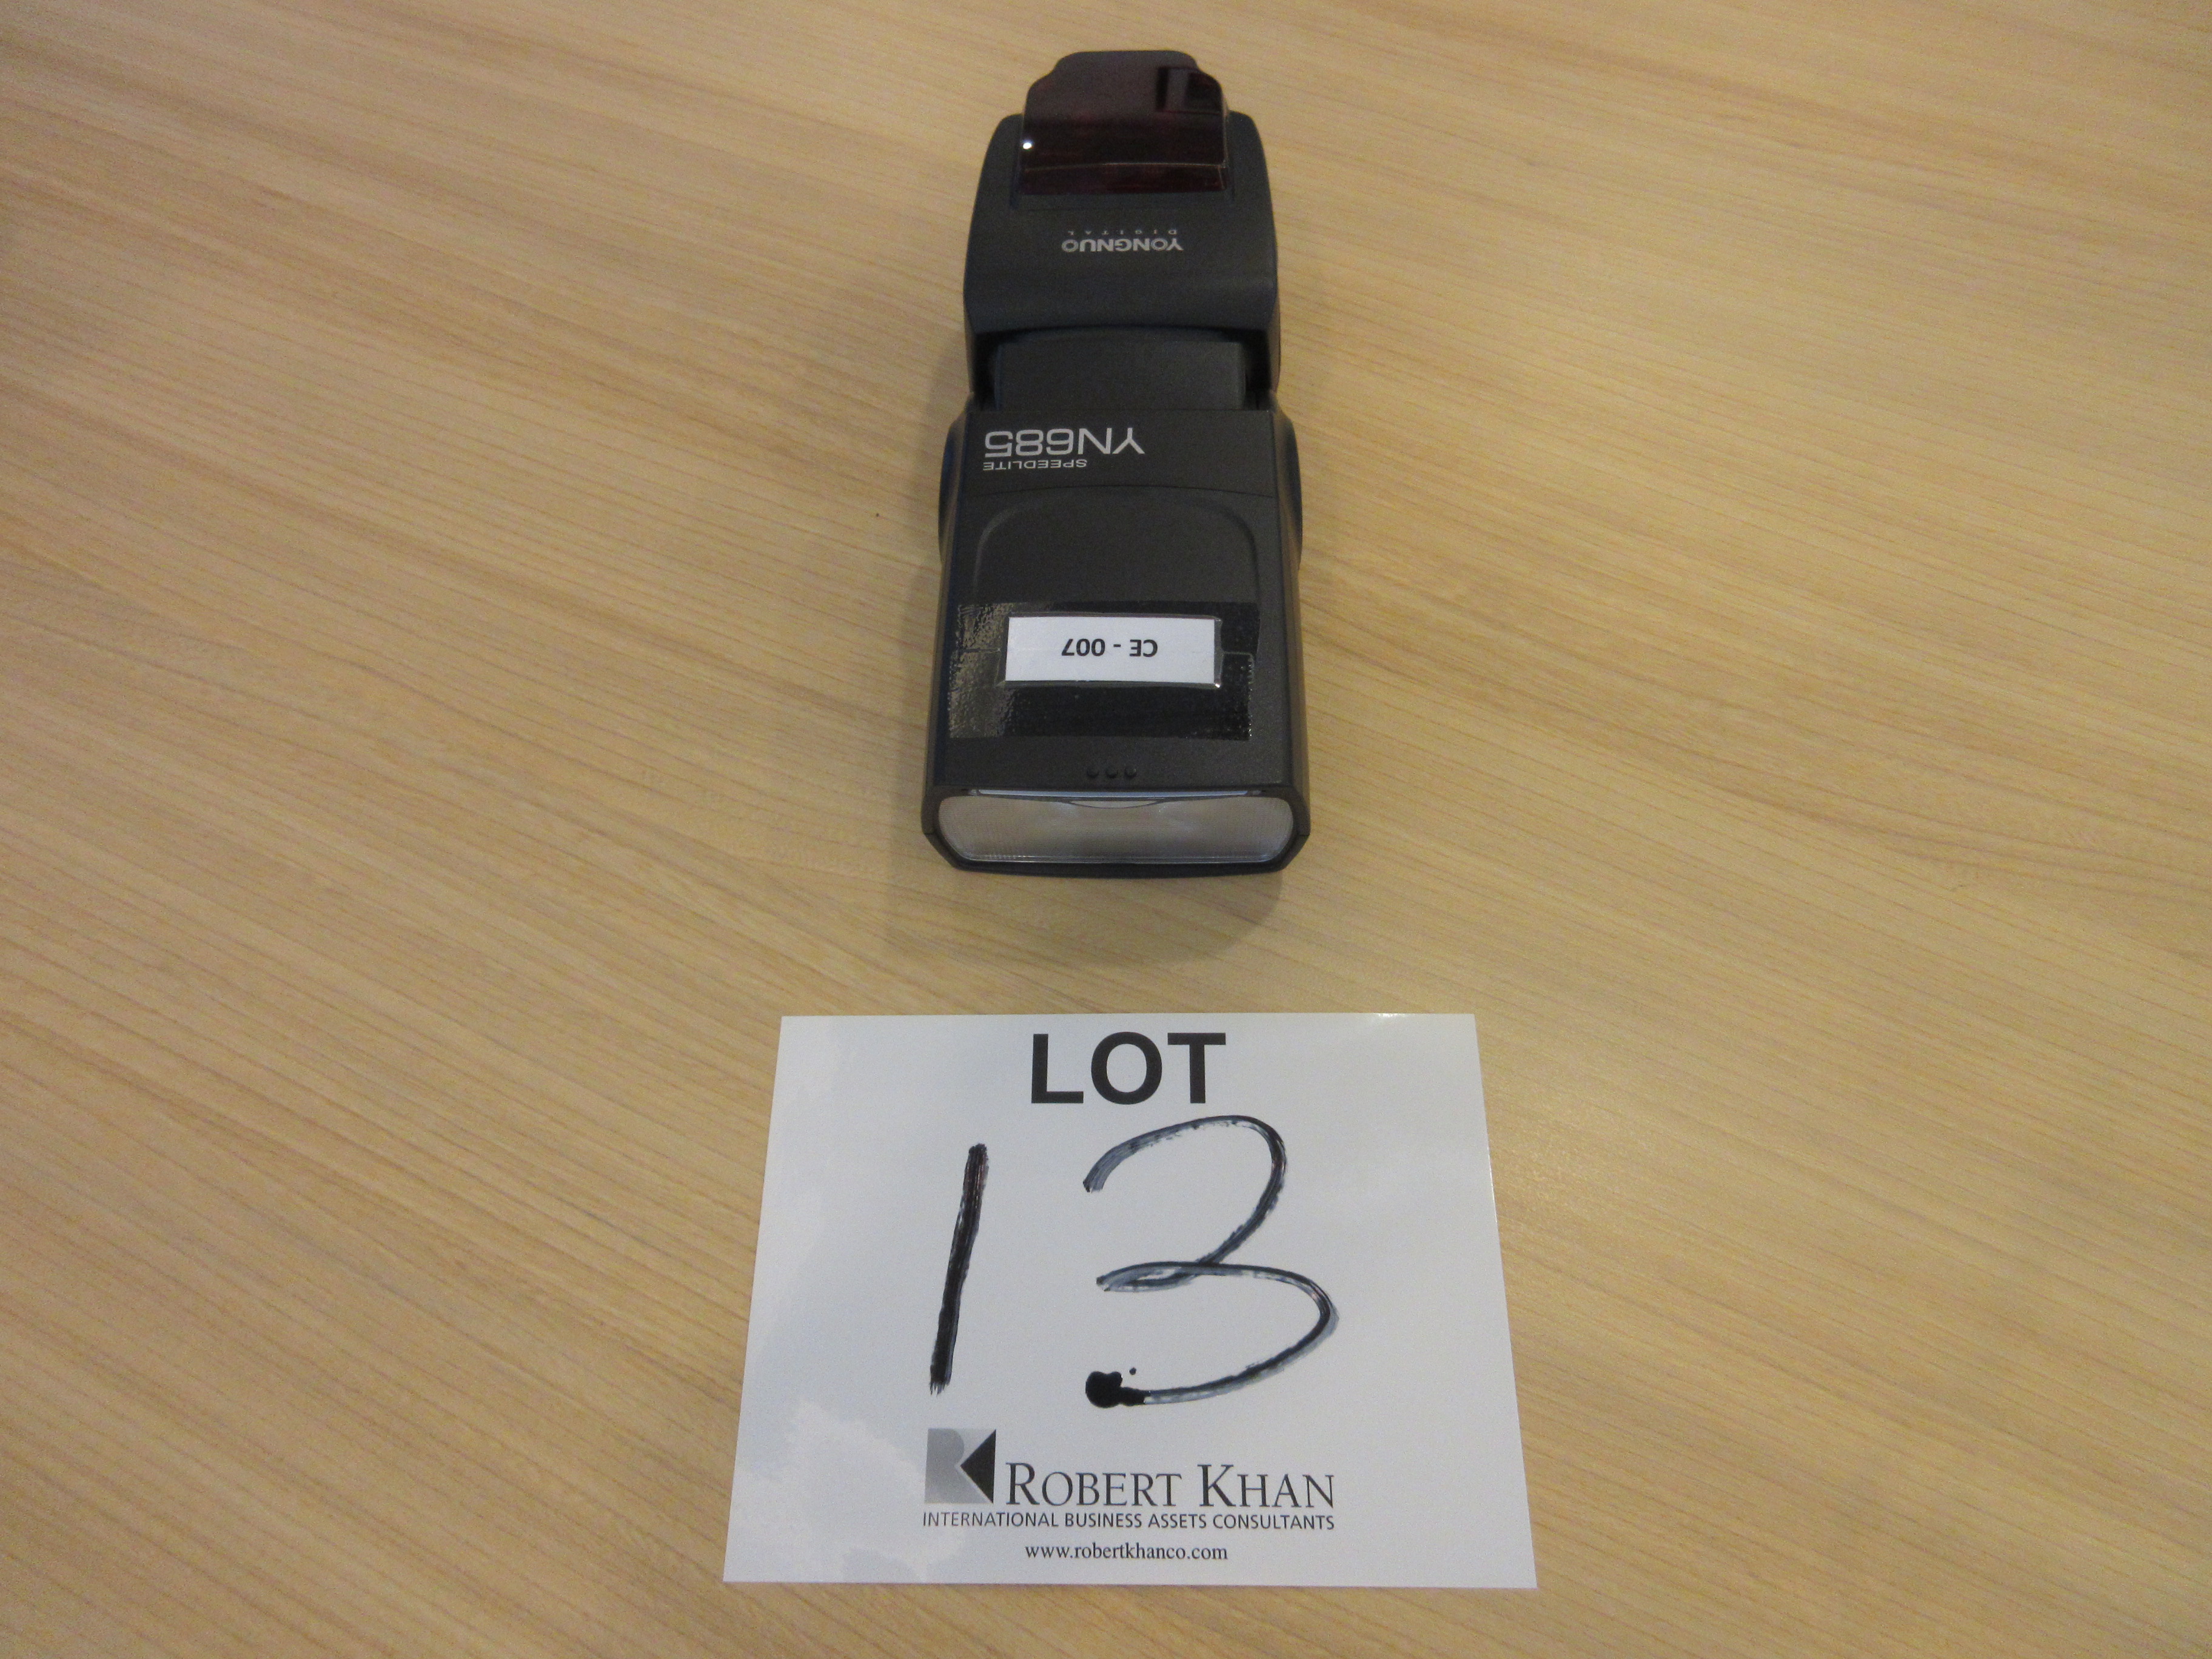 YONGNUO
DIGITAL
YN685
SPEEDLITE
CE - 007
LOT
13
ROBERT KHAN
INTERNATIONAL BUSINESS ASSETS CONSULTANTS
www.robertkhanco.com